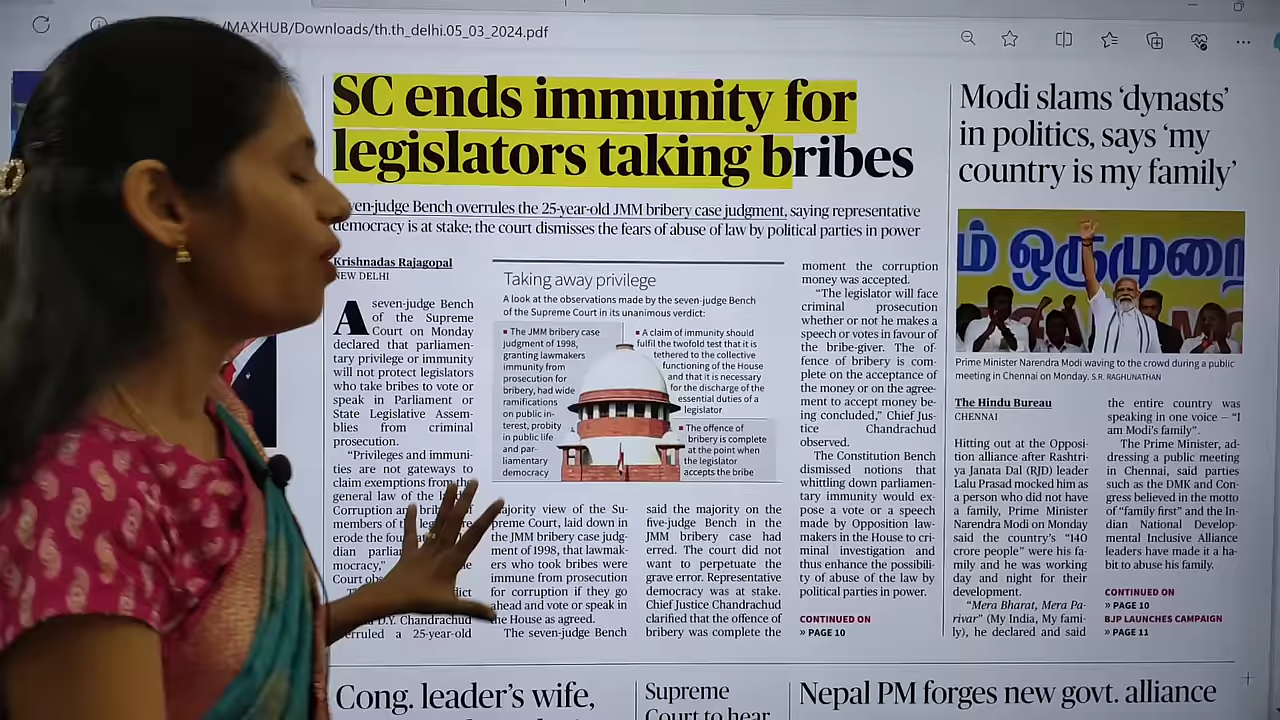 /MAXHUB/Downloads/th.th_delhi.05_03_2024.pdf
SC ends immunity for
legislators taking bribes
ven-judge Bench overrules the 25-year-old JMM bribery case judgment, saying representative
democracy is at stake; the court dismisses the fears of abuse of law by political parties in power
Krishnadas Rajagopal
NEW DELHI
A seven-judge Bench
of the Supreme
Court on Monday
declared that parliamen-
tary privilege or immunity
will not protect legislators
who take bribes to vote or
speak in Parliament or
State Legislative Assem-
blies from criminal
prosecution.
"Privileges and immuni-
ties are not gateways to
claim exemptions from the
general law of the
Corruption and
members of
erode the
dian
mocracy,"
Court
D.Y. Chandrachud
a 25-year-old
Taking away privilege
A look at the observations made by the seven-judge Bench
of the Supreme Court in its unanimous verdict:
■ The JMM bribery case
judgment of 1998,
granting lawmakers
immunity from
prosecution for
bribery, had wide
ramifications
on public in-
terest, probity
in public life
and par-
liamentary
democracy
■ A claim of immunity should
fulfil the twofold test that it is
tethered to the collective
functioning of the House
and that it is necessary
for the discharge of the
essential duties of a
legislator
■ The offence of
bribery is complete
at the point when
the legislator
accepts the bribe
ajority view of the Su-
preme Court, laid down in
the JMM bribery case judg-
ment of 1998, that lawmak-
ers who took bribes were
immune from prosecution
for corruption if they go
ahead and vote or speak in
the House as agreed.
The seven-judge Bench
said the majority on the
five-judge Bench in the
JMM bribery case had
erred. The court did not
want to perpetuate the
grave error. Representative
democracy was at stake.
Chief Justice Chandrachud
clarified that the offence of
bribery was complete the
moment the corruption
money was accepted.
"The legislator will face
criminal prosecution
whether or not he makes a
speech or votes in favour of
the bribe-giver. The of-
fence of bribery is com-
plete on the acceptance of
the money or on the agree-
ment to accept money be-
ing concluded," Chief Jus-
tice Chandrachud
observed.
The Constitution Bench
dismissed notions that
whittling down parliamen-
tary immunity would ex-
pose a vote or a speech
made by Opposition law-
makers in the House to cri-
minal investigation and
thus enhance the possibili-
ty of abuse of the law by
political parties in power.
CONTINUED ON
» PAGE 10
Modi slams 'dynasts'
in politics, says 'my
country is my family'
ம் ஒருமுறை
Prime Minister Narendra Modi waving to the crowd during a public
meeting in Chennai on Monday. S.R. RAGHUNATHAN
The Hindu Bureau
CHENNAI
Hitting out at the Opposi-
tion alliance after Rashtri-
ya Janata Dal (RJD) leader
Lalu Prasad mocked him as
a person who did not have
a family, Prime Minister
Narendra Modi on Monday
said the country's "140
crore people" were his fa-
mily and he was working
day and night for their
development.
"Mera Bharat, Mera Pa-
rivar" (My India, My fami-
ly), he declared and said
the entire country was
speaking in one voice – "I
am Modi's family".
The Prime Minister, ad-
dressing a public meeting
in Chennai, said parties
such as the DMK and Con-
gress believed in the motto
of "family first" and the In-
dian National Develop-
mental Inclusive Alliance
leaders have made it a ha-
bit to abuse his family.
CONTINUED ON
» PAGE 10
BJP LAUNCHES CAMPAIGN
» PAGE 11
Cong. leader's wife,
Supreme
Court to hear
Nepal PM forges new govt. alliance